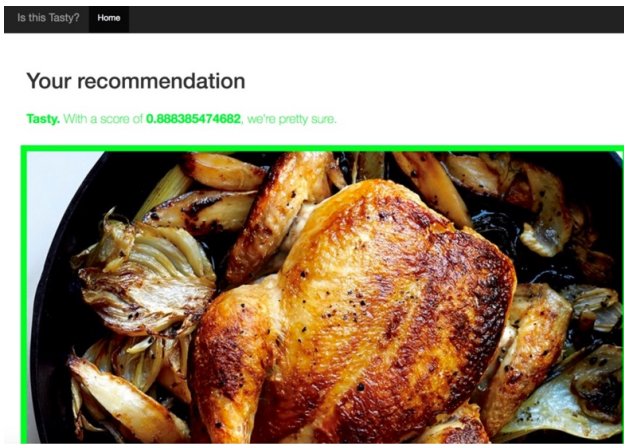 Is this Tasty? Home
Your recommendation
Tasty. With a score of 0.888385474682, we're pretty sure.